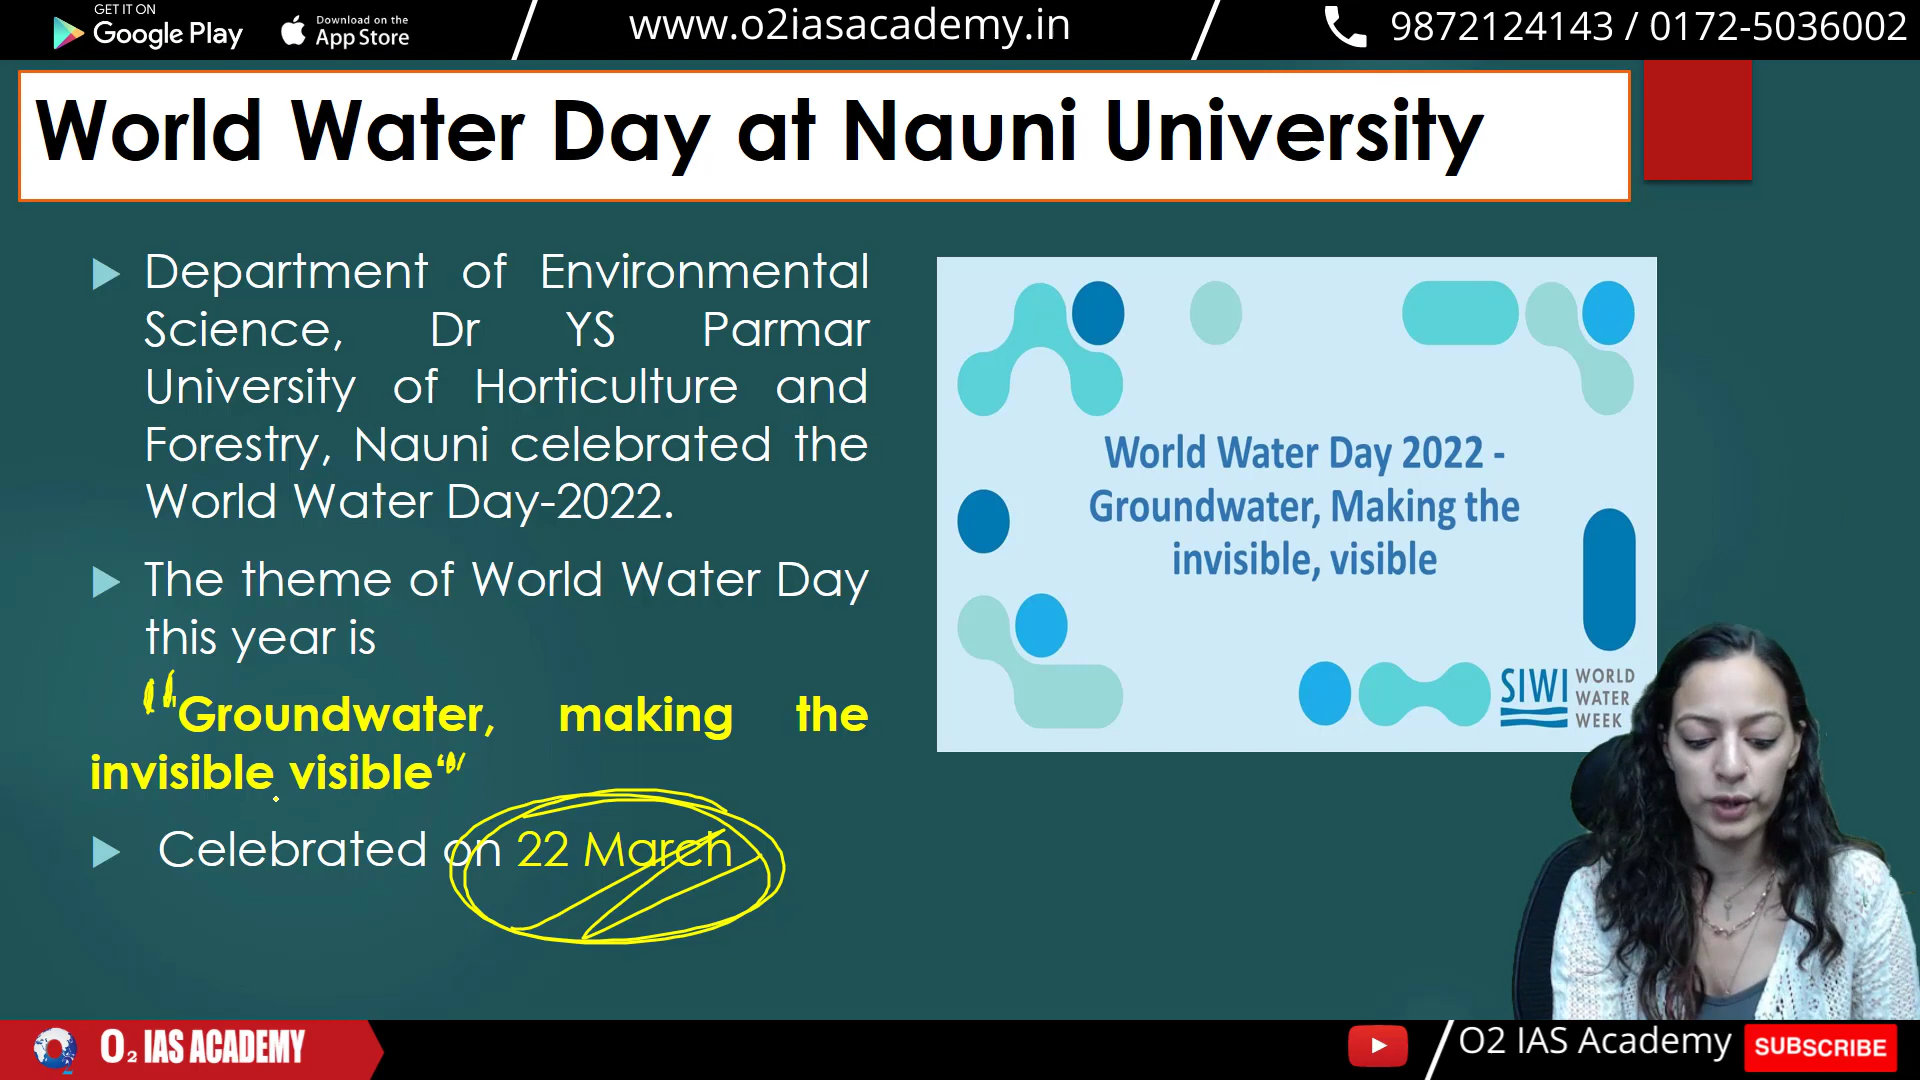 GET IT ON
Google Play
Download on the
App Store
www.o2iasacademy.in
9872124143 / 0172-5036002
World Water Day at Nauni University
Department of Environmental
Science, Dr YS Parmar
University of Horticulture and
Forestry, Nauni celebrated the
World Water Day-2022.
The theme of World Water Day
this year is
"Groundwater, making the
invisible visible“
Celebrated on 22 March
World Water Day 2022 -
Groundwater, Making the
invisible, visible
SIWI WORLD
WATER
WEEK
O2 IAS ACADEMY
O2 IAS Academy
SUBSCRIBE